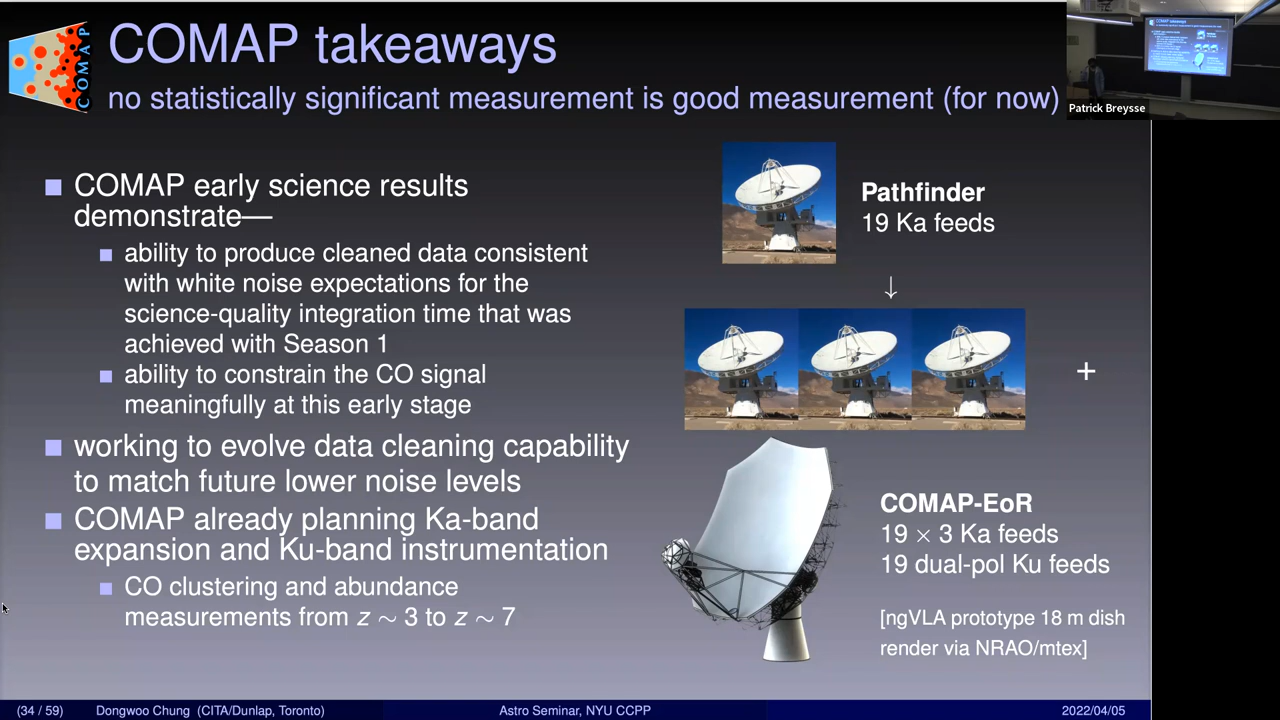 COMAP takeaways
no statistically significant measurement is good measurement (for now)
COMAP
Patrick Breysse
COMAP early science results
demonstrate—
ability to produce cleaned data consistent
with white noise expectations for the
science-quality integration time that was
achieved with Season 1
ability to constrain the CO signal
meaningfully at this early stage
working to evolve data cleaning capability
to match future lower noise levels
COMAP already planning Ka-band
expansion and Ku-band instrumentation
CO clustering and abundance
measurements from z ∼ 3 to z ∼ 7
Pathfinder
19 Ka feeds
↓
+
COMAP-EoR
19 × 3 Ka feeds
19 dual-pol Ku feeds
[ngVLA prototype 18 m dish
render via NRAO/mtex]
(34 / 59) Dongwoo Chung (CITA/Dunlap, Toronto) Astro Seminar, NYU CCPP 2022/04/05